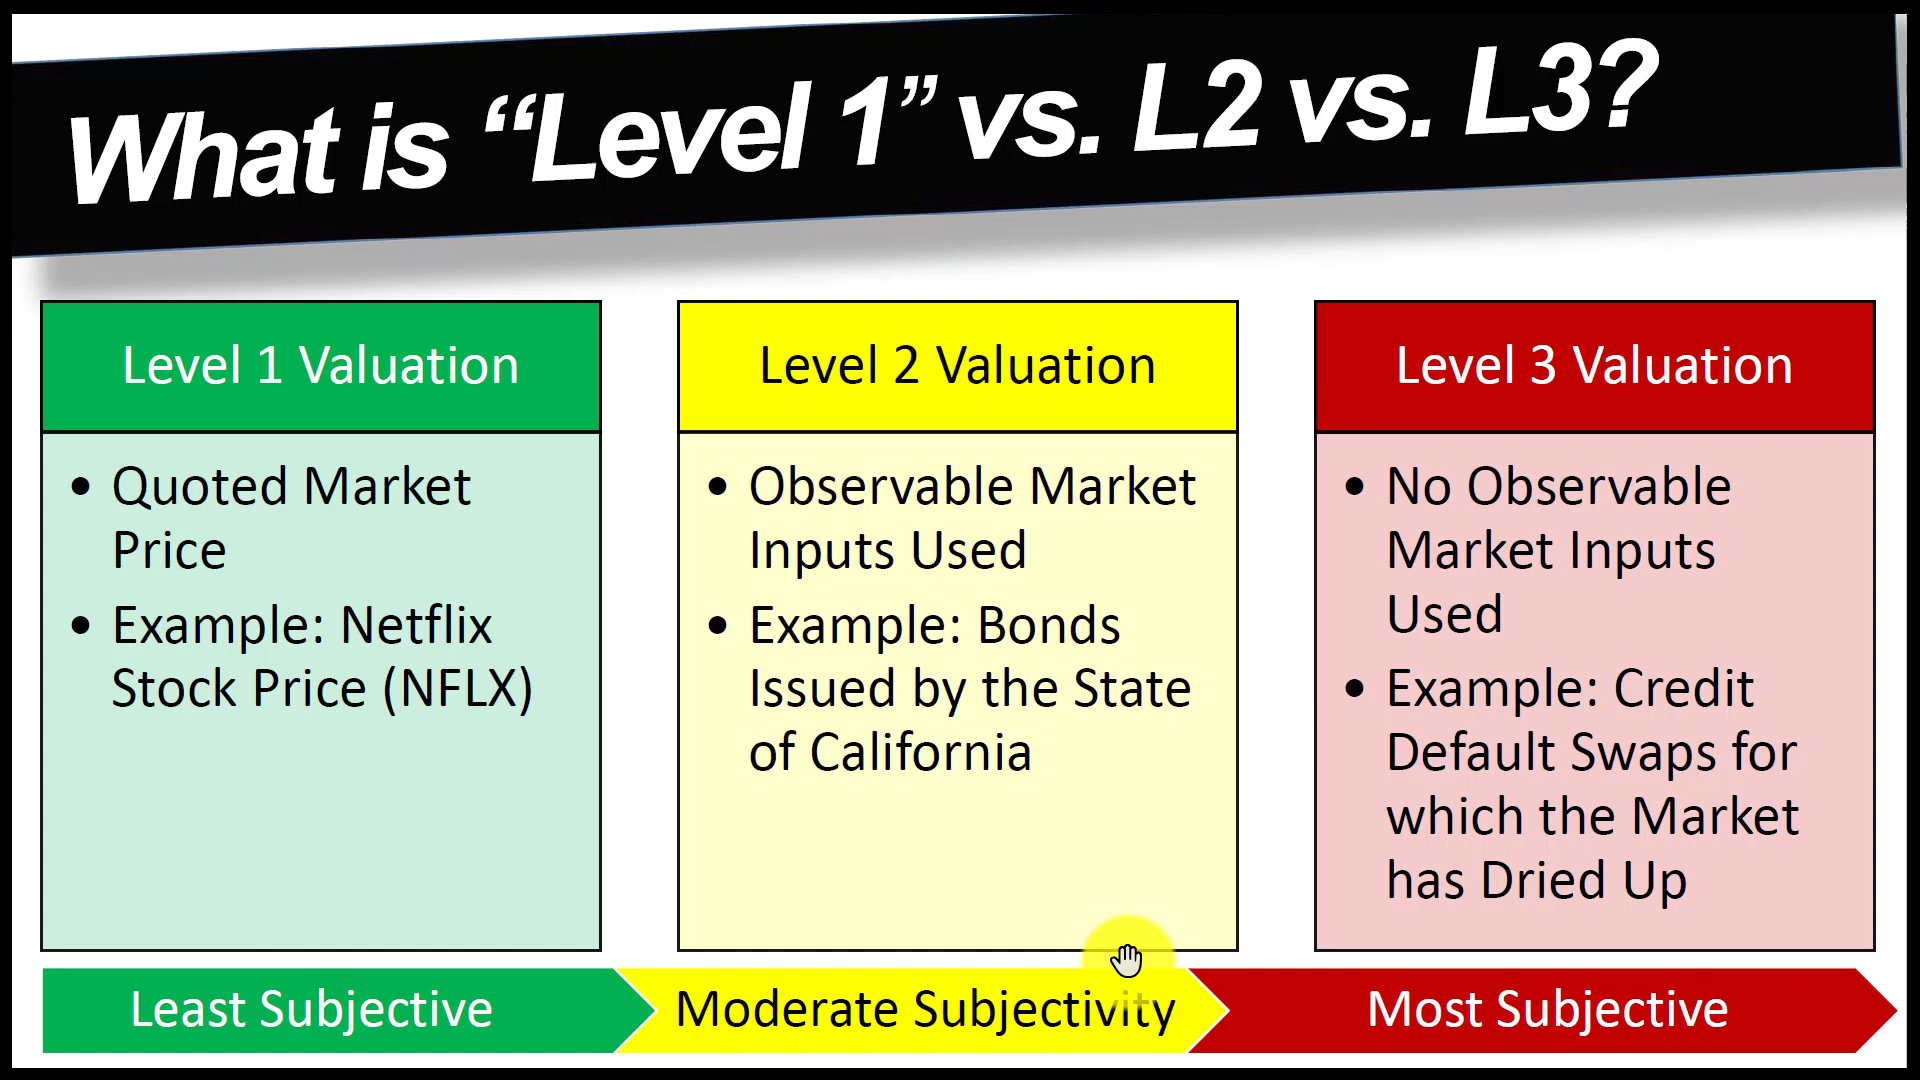 What is “Level 1” vs. L2 vs. L3?
Level 1 Valuation
• Quoted Market
Price
• Example: Netflix
Stock Price (NFLX)
Level 2 Valuation
• Observable Market
Inputs Used
• Example: Bonds
Issued by the State
of California
Level 3 Valuation
• No Observable
Market Inputs
Used
• Example: Credit
Default Swaps for
which the Market
has Dried Up
Least Subjective
Moderate Subjectivity
Most Subjective